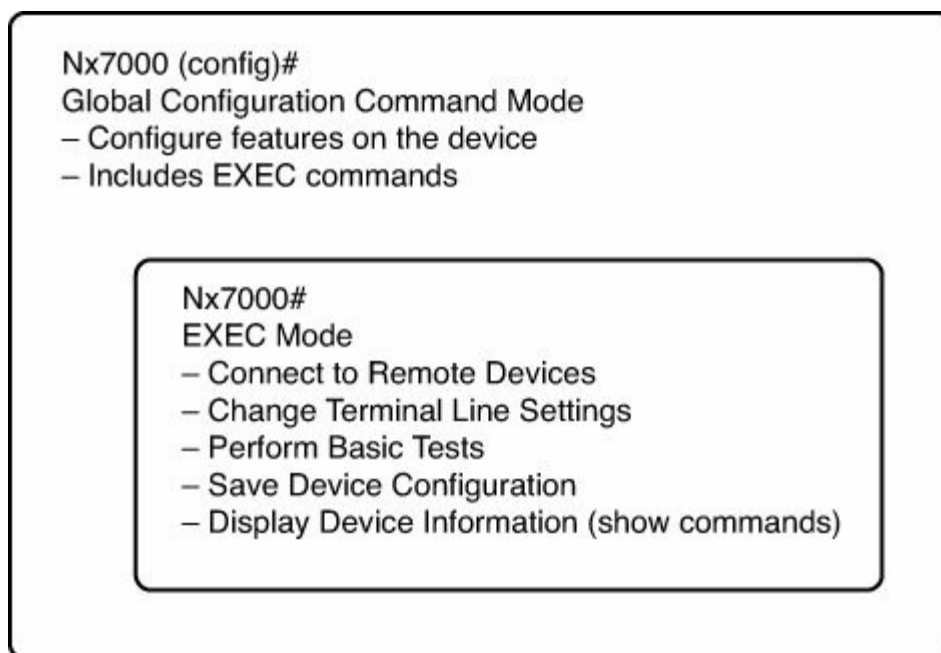 Nx7000 (config)#
Global Configuration Command Mode
– Configure features on the device
– Includes EXEC commands
Nx7000#
EXEC Mode
– Connect to Remote Devices
– Change Terminal Line Settings
– Perform Basic Tests
– Save Device Configuration
– Display Device Information (show commands)